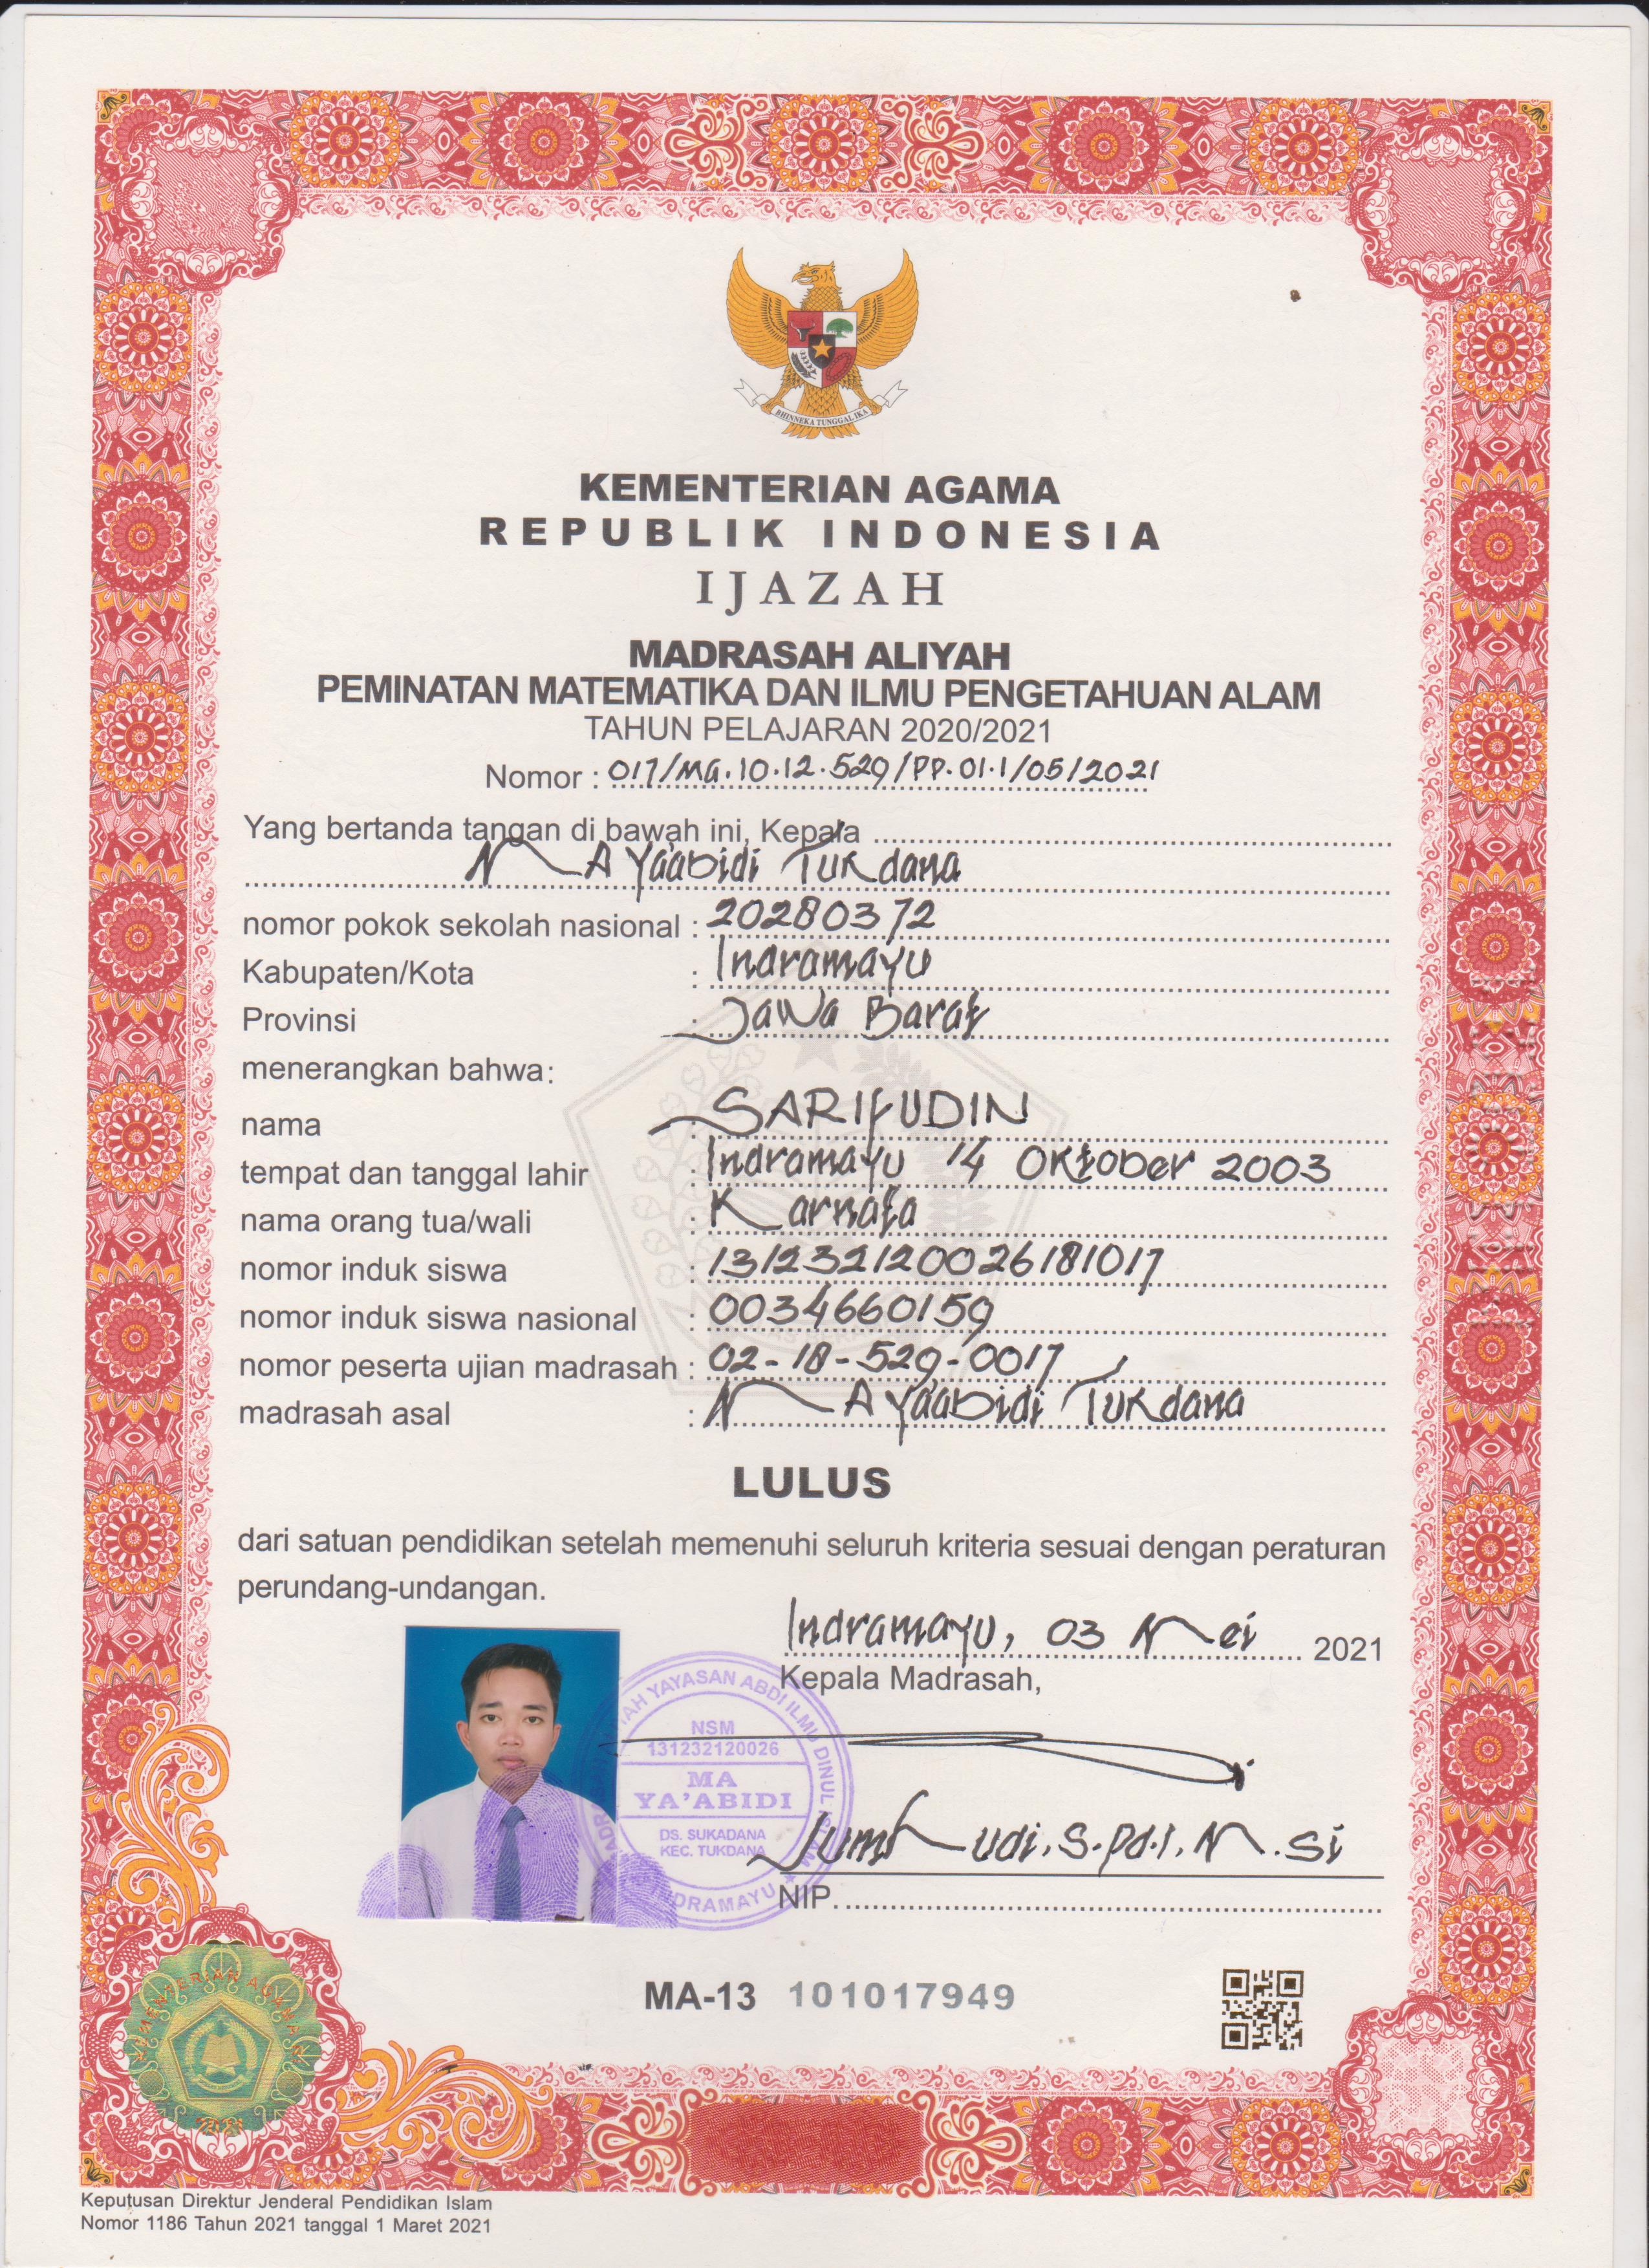 BHINNEKA TUNGGAL IKA
KEMENTERIAN AGAMA
REPUBLIK INDONESIA
IJAZAH
MADRASAH ALIYAH
PEMINATAN MATEMATIKA DAN ILMU PENGETAHUAN ALAM
TAHUN PELAJARAN 2020/2021
Nomor : 017/MA.10.12.529/PP.01.1/05/2021
Yang bertanda tangan di bawah ini, Kepala
MA Ya'abidi Tukdana
nomor pokok sekolah nasional : 20280372
Kabupaten/Kota : Indramayu
Provinsi : Jawa Barat
menerangkan bahwa:
nama : SARIFUDIN
tempat dan tanggal lahir : Indramayu 14 Oktober 2003
nama orang tua/wali : Karnata
nomor induk siswa : 131232120026181017
nomor induk siswa nasional : 0034660159
nomor peserta ujian madrasah : 02-18-529-0017
madrasah asal : MA Ya'abidi Tukdana
LULUS
dari satuan pendidikan setelah memenuhi seluruh kriteria sesuai dengan peraturan
perundang-undangan.
Indramayu, 03 Mei 2021
Kepala Madrasah,
YAYASAN ABDI ILMU DINUL ISLAM
NSM
131232120026
MA
YA'ABIDI
DS. SUKADANA
KEC. TUKDANA
INDRAMAYU
S.Pd.I, M.Si
NIP.
MA-13 101017949
KEMENTERIAN AGAMA
Keputusan Direktur Jenderal Pendidikan Islam
Nomor 1186 Tahun 2021 tanggal 1 Maret 2021